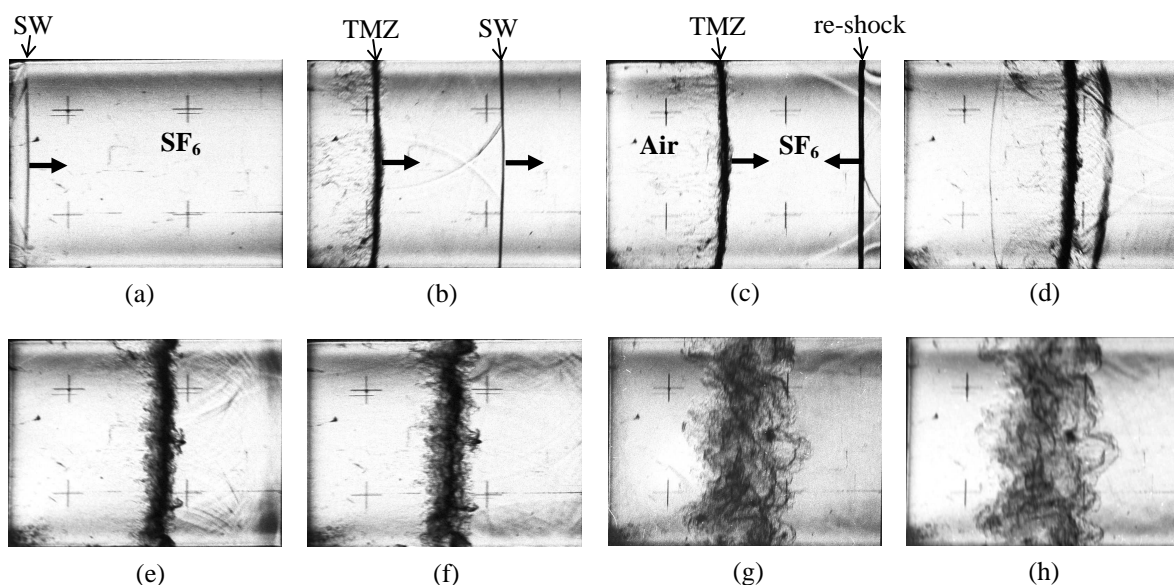 SW
TMZ SW
TMZ re-shock
SF₆
Air SF₆
(a) (b) (c) (d)
(e) (f) (g) (h)